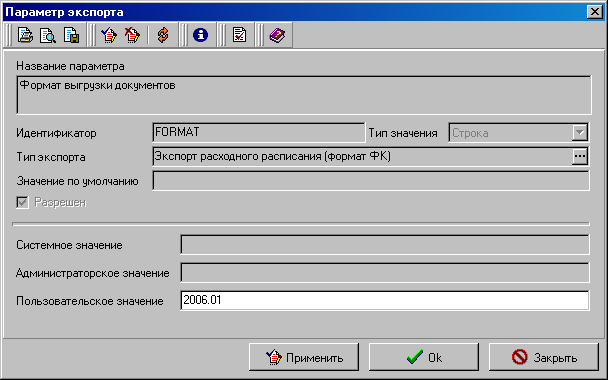 Параметр экспорта
Название параметра
Формат выгрузки документов
Идентификатор FORMAT Тип значения Строка
Тип экспорта Экспорт расходного расписания (формат ФК) ...
Значение по умолчанию
Разрешен
Системное значение
Администраторское значение
Пользовательское значение 2006.01
Применить Ok Закрыть